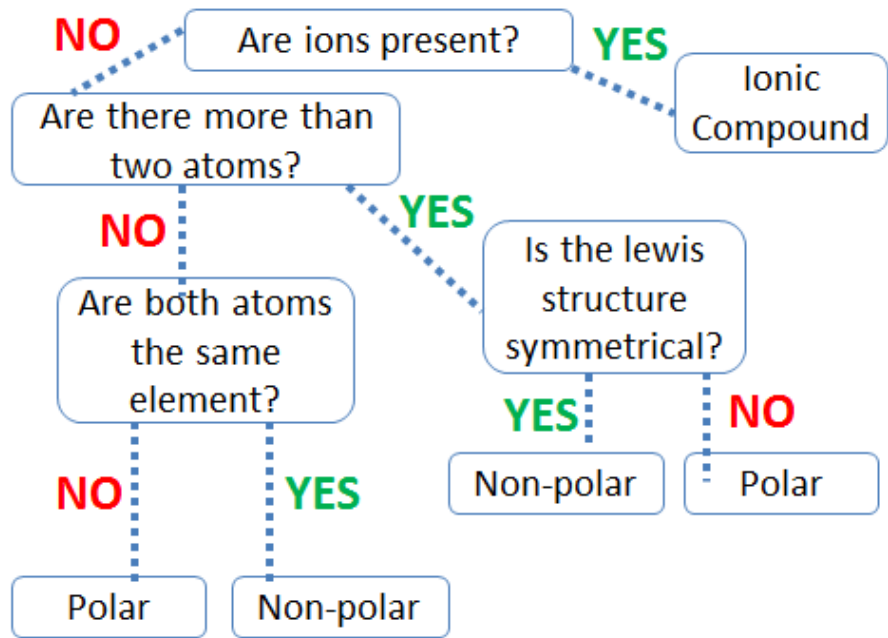 NO
Are ions present?
YES
Ionic
Compound
Are there more than
two atoms?
NO
YES
Is the lewis
structure
symmetrical?
Are both atoms
the same
element?
YES
NO
Non-polar
Polar
NO
YES
Polar
Non-polar